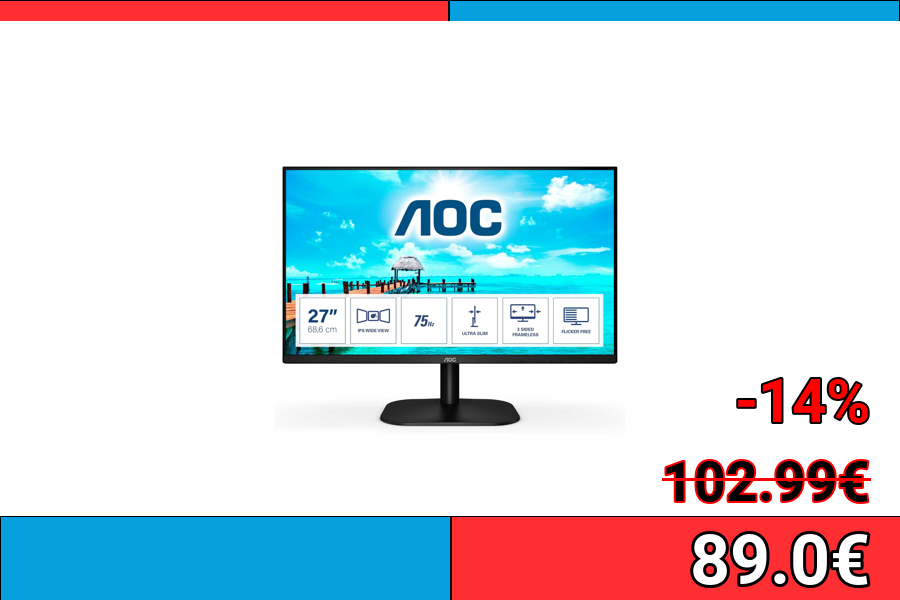 AOC
27"
68,6 cm
IPS WIDE VIEW
75Hz
ULTRA SLIM
3 SIDED
FRAMELESS
FLICKER FREE
AOC
-14%
102.99€
89.0€